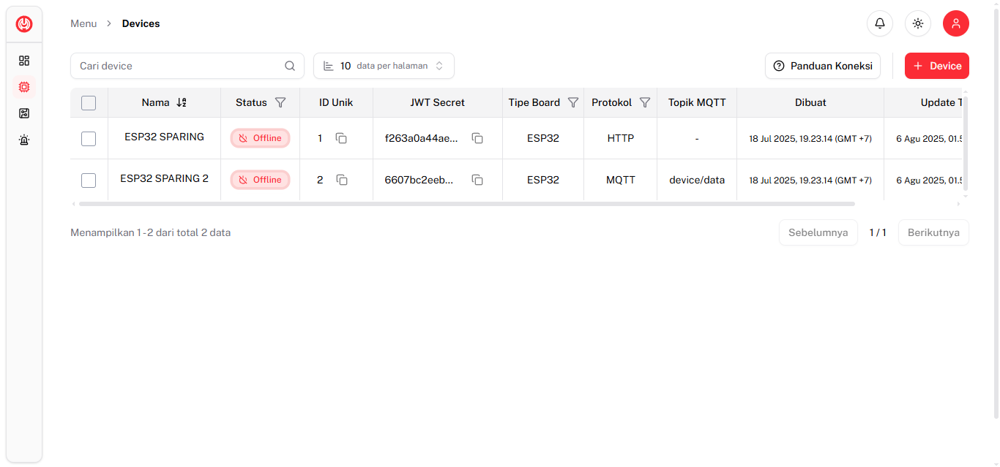 Menu > Devices
Cari device
10 data per halaman
Panduan Koneksi
+ Device
Nama Status ID Unik JWT Secret Tipe Board Protokol Topik MQTT Dibuat Update T
ESP32 SPARING Offline 1 f263a0a44ae... ESP32 HTTP - 18 Jul 2025, 19.23.14 (GMT +7) 6 Agu 2025, 01.5
ESP32 SPARING 2 Offline 2 6607bc2eeb... ESP32 MQTT device/data 18 Jul 2025, 19.23.14 (GMT +7) 6 Agu 2025, 01.5
Menampilkan 1 - 2 dari total 2 data
Sebelumnya 1 / 1 Berikutnya